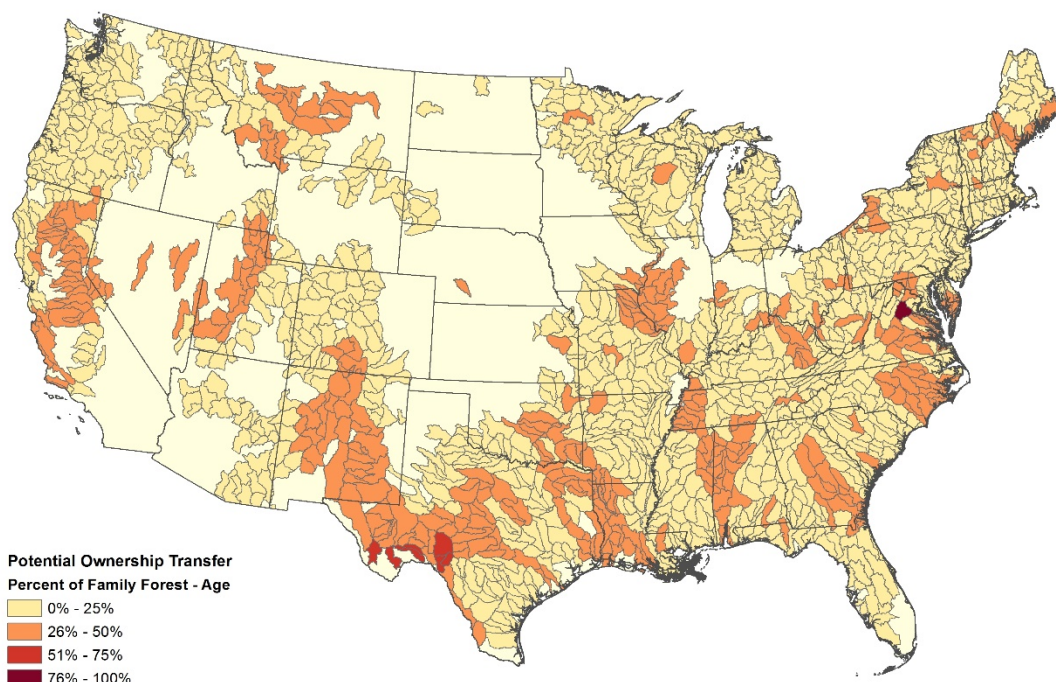 Potential Ownership Transfer
Percent of Family Forest - Age
0% - 25%
26% - 50%
51% - 75%
76% - 100%